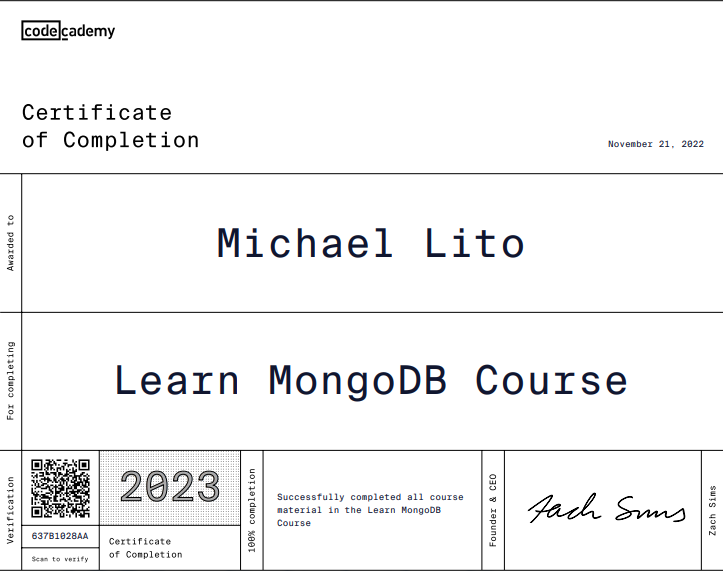 codecademy
Certificate
of Completion
November 21, 2022
Awarded to
Michael Lito
For completing
Learn MongoDB Course
Verification
637B1028AA
Scan to verify
2023
Certificate
of Completion
100% completion
Successfully completed all course
material in the Learn MongoDB
Course
Founder & CEO
Zach Sims
Zach Sims